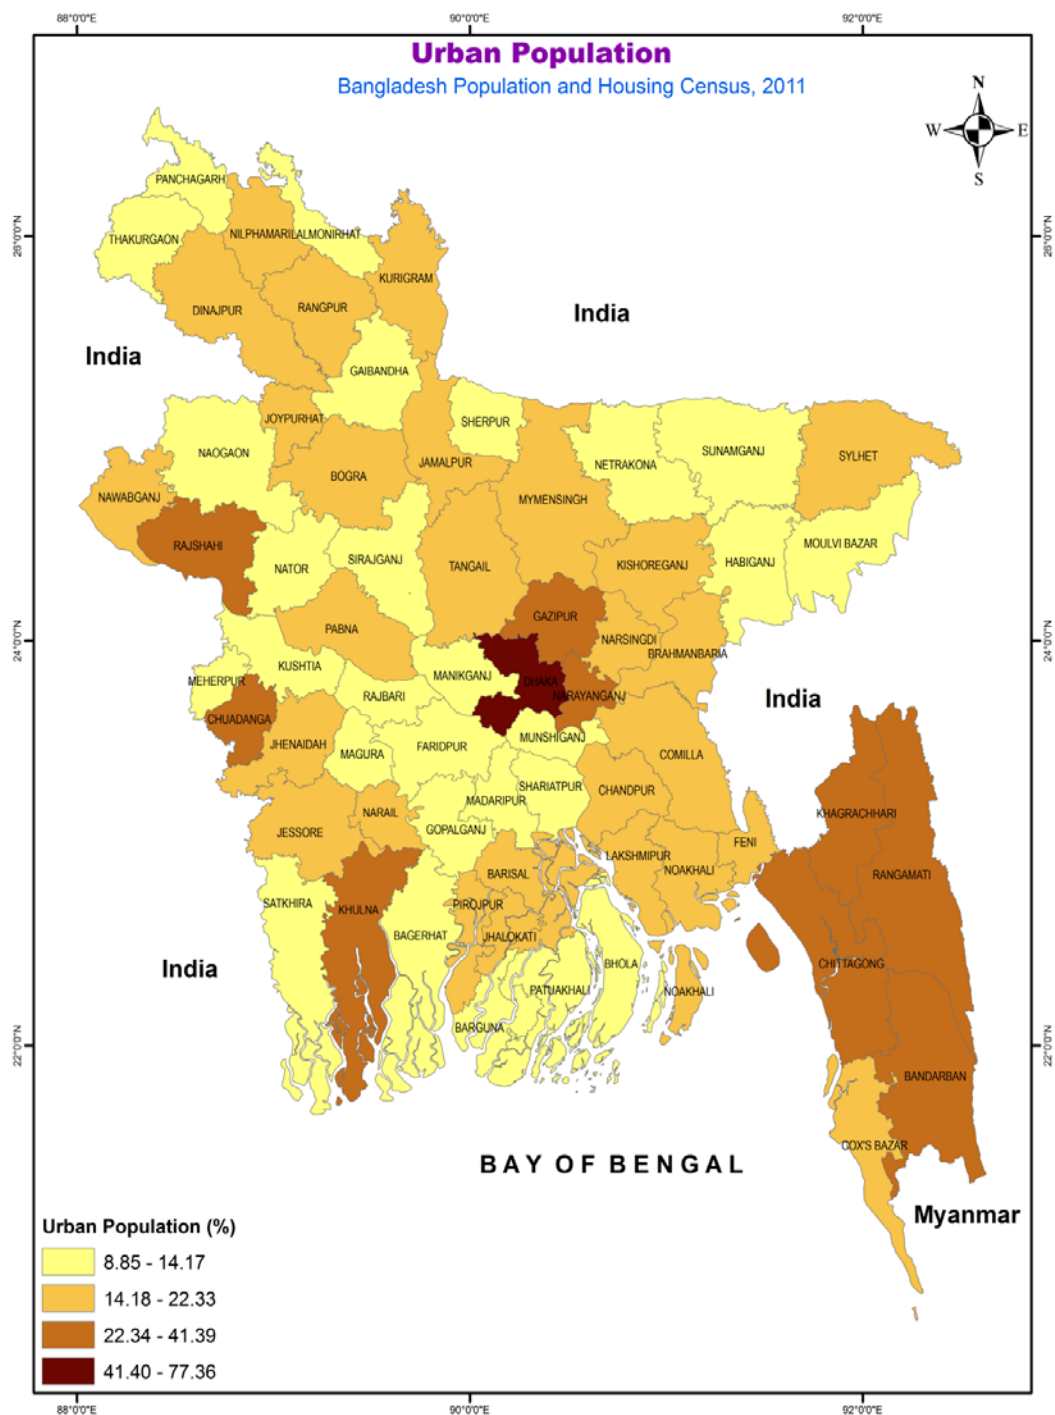 88°0'0"E 90°0'0"E 92°0'0"E
Urban Population
Bangladesh Population and Housing Census, 2011
N
W E
S
PANCHAGARH
26°0'0"N
THAKURGAON
NILPHAMARI
LALMONIRHAT
26°0'0"N
KURIGRAM
DINAJPUR
RANGPUR
India
India
GAIBANDHA
JOYPURHAT
SHERPUR
NAOGAON
SUNAMGANJ
SYLHET
JAMALPUR
NETRAKONA
BOGRA
NAWABGANJ
MYMENSINGH
RAJSHAHI
MOULVI BAZAR
SIRAJGANJ
HABIGANJ
NATOR
TANGAIL
KISHOREGANJ
GAZIPUR
PABNA
24°0'0"N
NARSINGDI
24°0'0"N
BRAHMANBARIA
KUSHTIA
MANIKGANJ
MEHERPUR
DHAKA
RAJBARI
NARAYANGANJ
India
CHUADANGA
JHENAIDAH
FARIDPUR
MUNSHIGANJ
MAGURA
COMILLA
SHARIATPUR
CHANDPUR
MADARIPUR
NARAIL
KHAGRACHHARI
JESSORE
GOPALGANJ
FENI
LAKSHMIPUR
NOAKHALI
BARISAL
RANGAMATI
SATKHIRA
PIROJPUR
KHULNA
BAGERHAT
JHALOKATI
India
BHOLA
CHITTAGONG
PATUAKHALI
NOAKHALI
BARGUNA
22°0'0"N
22°0'0"N
BANDARBAN
COX'S BAZAR
BAY OF BENGAL
Myanmar
Urban Population (%)
8.85 - 14.17
14.18 - 22.33
22.34 - 41.39
41.40 - 77.36
88°0'0"E 90°0'0"E 92°0'0"E